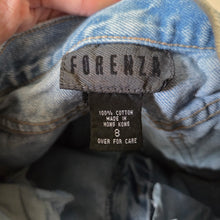 FORENZA
100% COTTON
MADE IN
HONG KONG
8
OVER FOR CARE